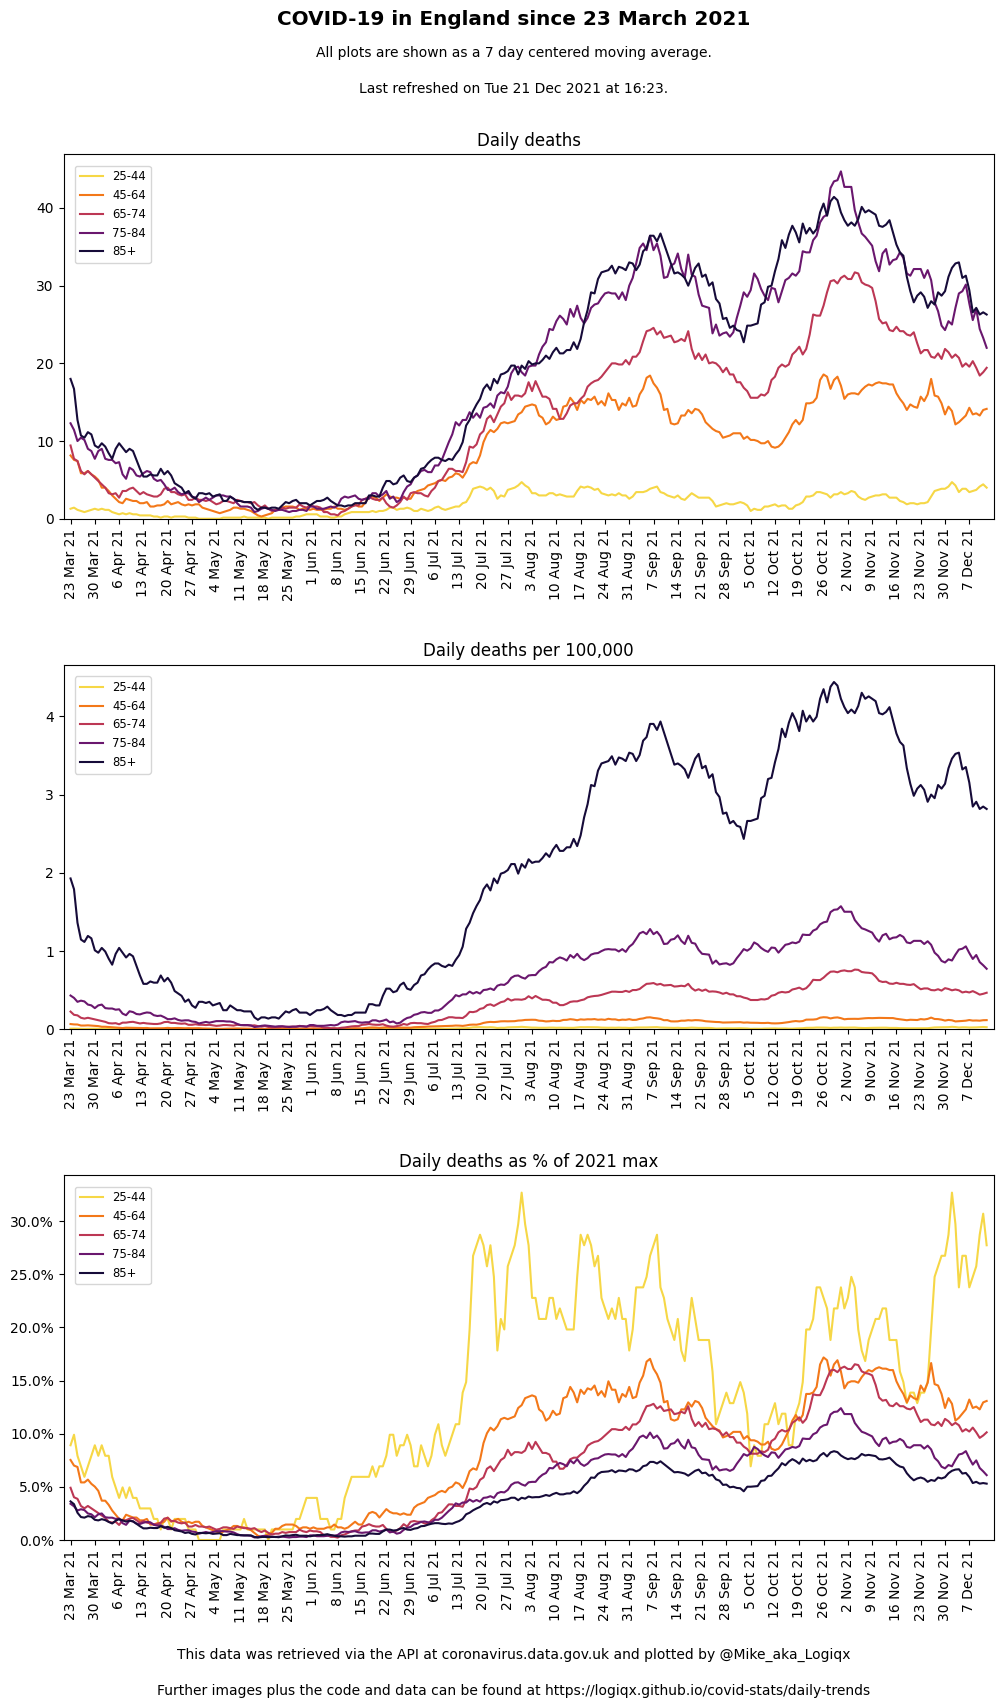 COVID-19 in England since 23 March 2021
All plots are shown as a 7 day centered moving average.
Last refreshed on Tue 21 Dec 2021 at 16:23.
Daily deaths
25-44
45-64
65-74
75-84
85+
40
30
20
10
0
23 Mar 21
30 Mar 21
6 Apr 21
13 Apr 21
20 Apr 21
27 Apr 21
4 May 21
11 May 21
18 May 21
25 May 21
1 Jun 21
8 Jun 21
15 Jun 21
22 Jun 21
29 Jun 21
6 Jul 21
13 Jul 21
20 Jul 21
27 Jul 21
3 Aug 21
10 Aug 21
17 Aug 21
24 Aug 21
31 Aug 21
7 Sep 21
14 Sep 21
21 Sep 21
28 Sep 21
5 Oct 21
12 Oct 21
19 Oct 21
26 Oct 21
2 Nov 21
9 Nov 21
16 Nov 21
23 Nov 21
30 Nov 21
7 Dec 21
Daily deaths per 100,000
25-44
45-64
65-74
75-84
85+
4
3
2
1
0
23 Mar 21
30 Mar 21
6 Apr 21
13 Apr 21
20 Apr 21
27 Apr 21
4 May 21
11 May 21
18 May 21
25 May 21
1 Jun 21
8 Jun 21
15 Jun 21
22 Jun 21
29 Jun 21
6 Jul 21
13 Jul 21
20 Jul 21
27 Jul 21
3 Aug 21
10 Aug 21
17 Aug 21
24 Aug 21
31 Aug 21
7 Sep 21
14 Sep 21
21 Sep 21
28 Sep 21
5 Oct 21
12 Oct 21
19 Oct 21
26 Oct 21
2 Nov 21
9 Nov 21
16 Nov 21
23 Nov 21
30 Nov 21
7 Dec 21
Daily deaths as % of 2021 max
25-44
45-64
65-74
75-84
85+
30.0%
25.0%
20.0%
15.0%
10.0%
5.0%
0.0%
23 Mar 21
30 Mar 21
6 Apr 21
13 Apr 21
20 Apr 21
27 Apr 21
4 May 21
11 May 21
18 May 21
25 May 21
1 Jun 21
8 Jun 21
15 Jun 21
22 Jun 21
29 Jun 21
6 Jul 21
13 Jul 21
20 Jul 21
27 Jul 21
3 Aug 21
10 Aug 21
17 Aug 21
24 Aug 21
31 Aug 21
7 Sep 21
14 Sep 21
21 Sep 21
28 Sep 21
5 Oct 21
12 Oct 21
19 Oct 21
26 Oct 21
2 Nov 21
9 Nov 21
16 Nov 21
23 Nov 21
30 Nov 21
7 Dec 21
This data was retrieved via the API at coronavirus.data.gov.uk and plotted by @Mike_aka_Logiqx
Further images plus the code and data can be found at https://logiqx.github.io/covid-stats/daily-trends